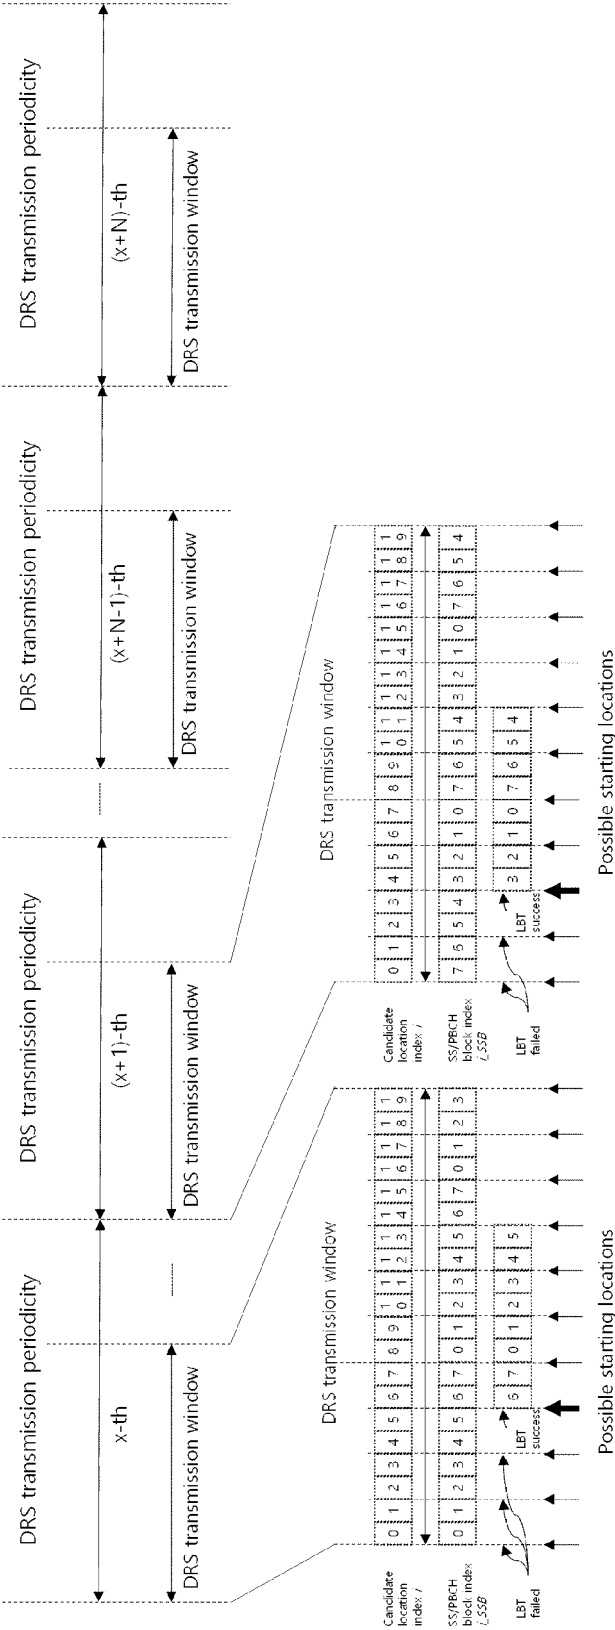 DRS transmission periodicity
DRS transmission periodicity
DRS transmission periodicity
DRS transmission periodicity
x-th
(x+1)-th
(x+N-1)-th
(x+N)-th
DRS transmission window
DRS transmission window
DRS transmission window
DRS transmission window
DRS transmission window
Candidate
location
index i
0 1 2 3 4 5 6 7 8 9 10 11 12 13 14 15 16 17 18 19
SS/PBCH
block index
i_SSB
0 1 2 3 4 5 6 7 0 1 2 3 4 5 6 7 0 1 2 3
LBT
failed
LBT
success
6 7 0 1 2 3 4 5
Possible starting locations
DRS transmission window
Candidate
location
index i
0 1 2 3 4 5 6 7 8 9 10 11 12 13 14 15 16 17 18 19
SS/PBCH
block index
i_SSB
7 6 5 4 3 2 1 0 7 6 5 4 3 2 1 0 7 6 5 4
LBT
failed
LBT
success
3 2 1 0 7 6 5 4
Possible starting locations